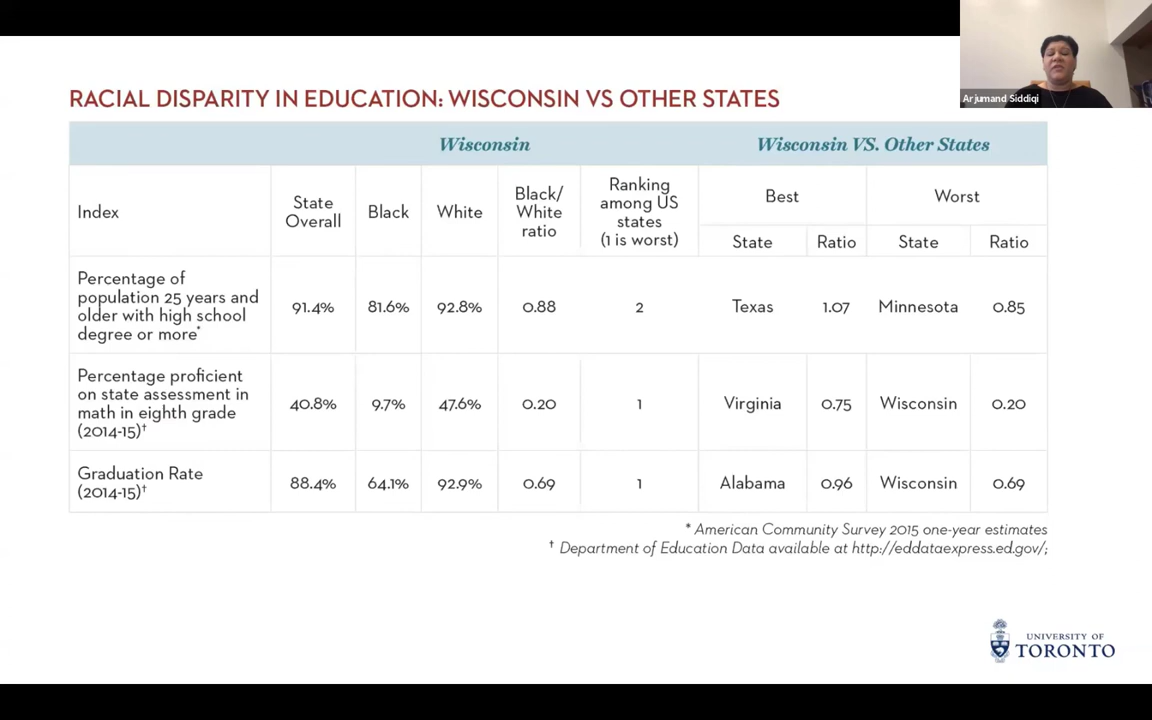 Arjumand Siddiqi
RACIAL DISPARITY IN EDUCATION: WISCONSIN VS OTHER STATES
Wisconsin
Wisconsin VS. Other States
Index
State
Overall
Black
White
Black/
White
ratio
Ranking
among US
states
(1 is worst)
Best
Worst
State
Ratio
State
Ratio
Percentage of
population 25 years and
older with high school
degree or more*
91.4%
81.6%
92.8%
0.88
2
Texas
1.07
Minnesota
0.85
Percentage proficient
on state assessment in
math in eighth grade
(2014-15)†
40.8%
9.7%
47.6%
0.20
1
Virginia
0.75
Wisconsin
0.20
Graduation Rate
(2014-15)†
88.4%
64.1%
92.9%
0.69
1
Alabama
0.96
Wisconsin
0.69
* American Community Survey 2015 one-year estimates
† Department of Education Data available at http://eddataexpress.ed.gov/;
UNIVERSITY OF
TORONTO